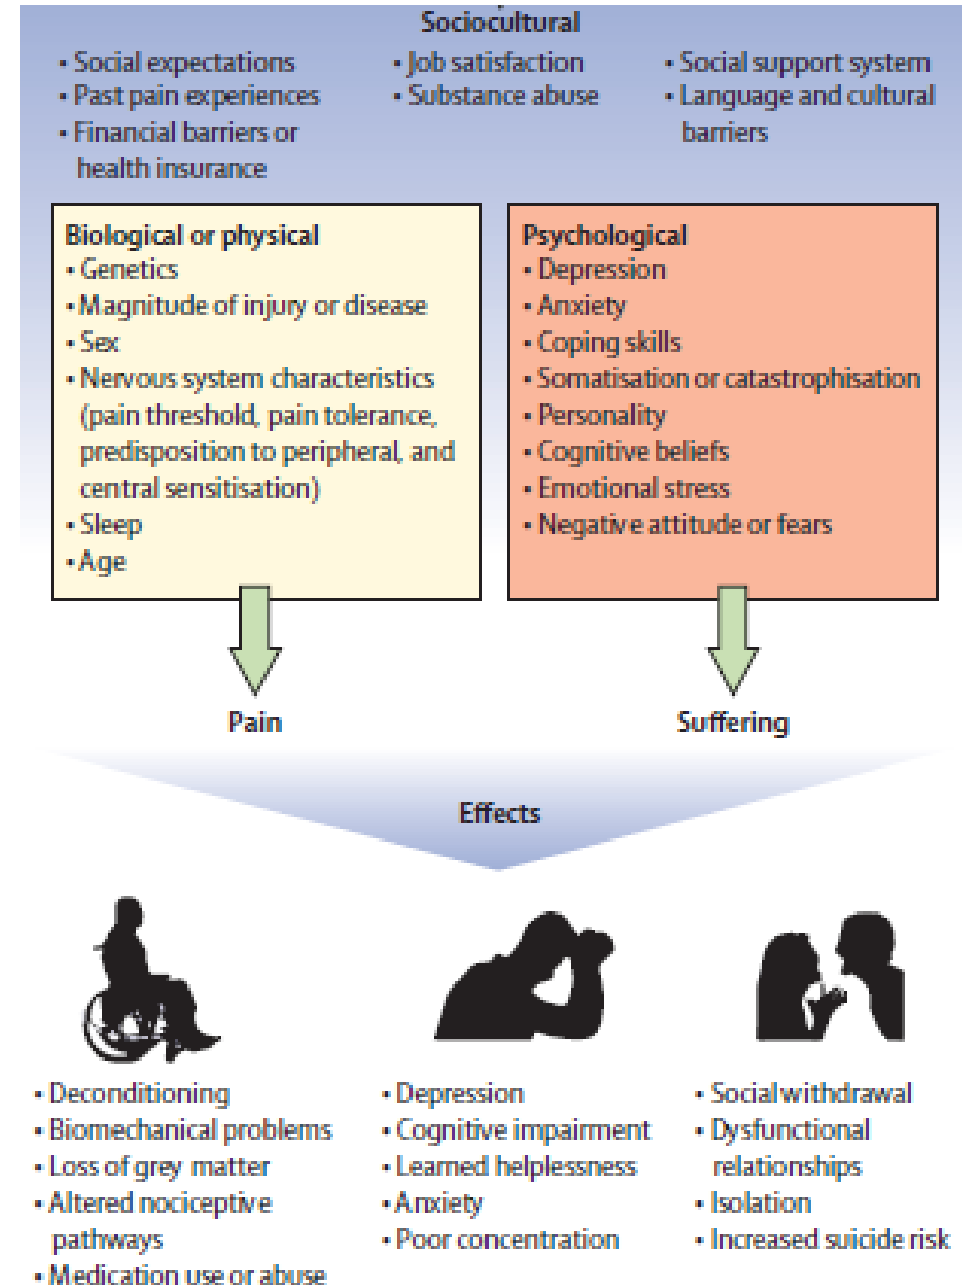 Sociocultural
• Social expectations
• Past pain experiences
• Financial barriers or
health insurance
• Job satisfaction
• Substance abuse
• Social support system
• Language and cultural
barriers
Biological or physical
• Genetics
• Magnitude of injury or disease
• Sex
• Nervous system characteristics
(pain threshold, pain tolerance,
predisposition to peripheral, and
central sensitisation)
• Sleep
• Age
Psychological
• Depression
• Anxiety
• Coping skills
• Somatisation or catastrophisation
• Personality
• Cognitive beliefs
• Emotional stress
• Negative attitude or fears
Pain
Suffering
Effects
• Deconditioning
• Biomechanical problems
• Loss of grey matter
• Altered nociceptive
pathways
• Medication use or abuse
• Depression
• Cognitive impairment
• Learned helplessness
• Anxiety
• Poor concentration
• Social withdrawal
• Dysfunctional
relationships
• Isolation
• Increased suicide risk